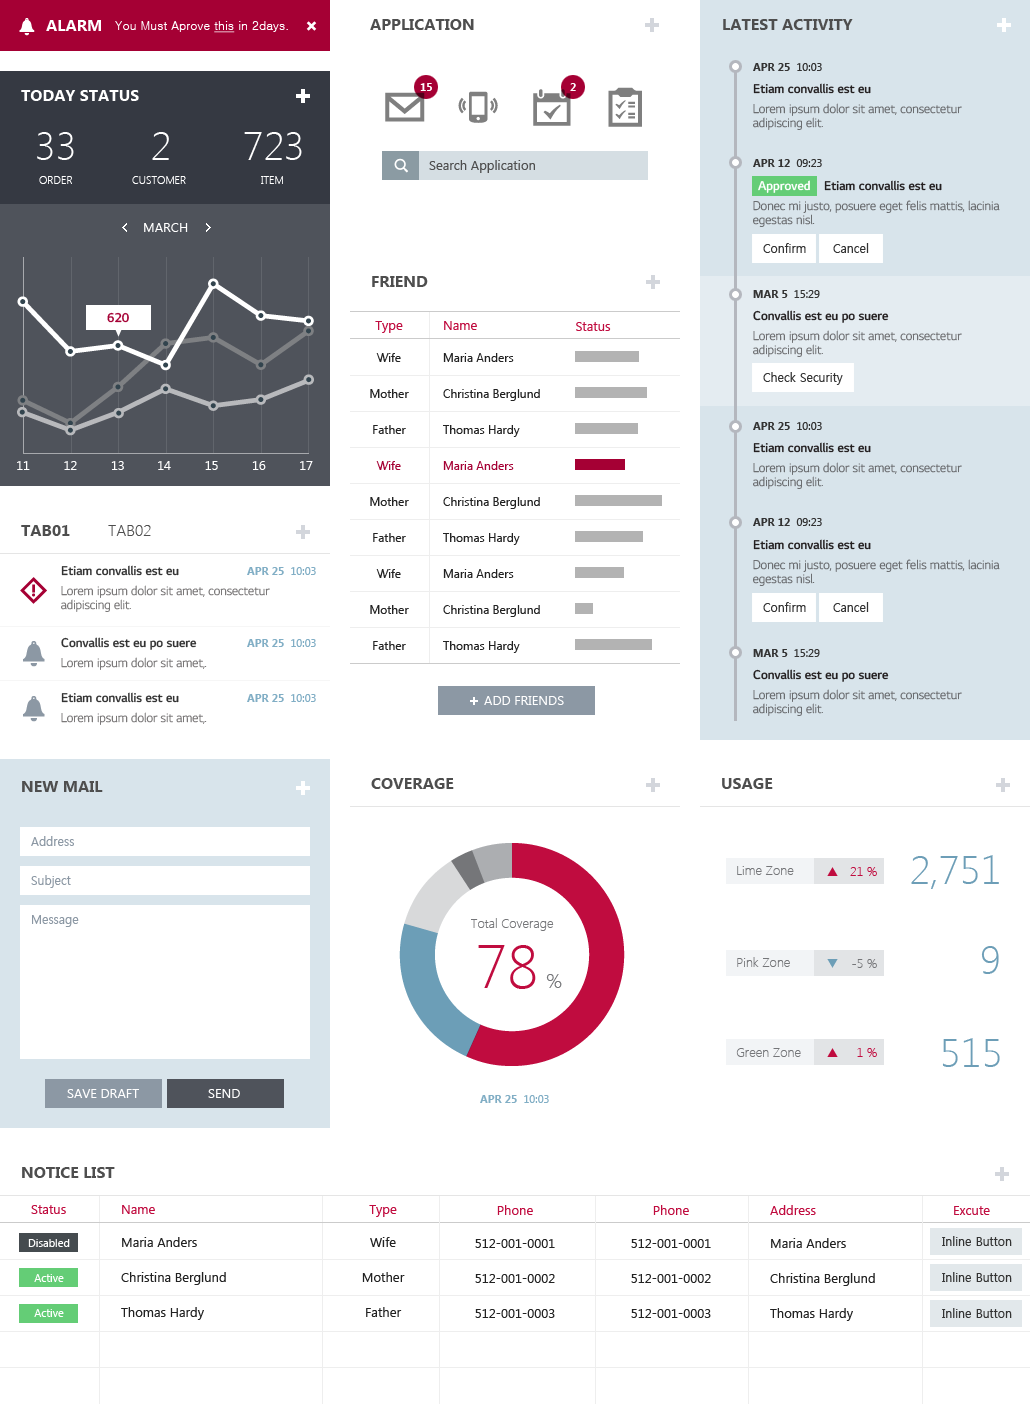 ALARM You Must Aprove this in 2days.
TODAY STATUS
33 2 723
ORDER CUSTOMER ITEM
MARCH
620
11 12 13 14 15 16 17
TAB01 TAB02
Etiam convallis est eu APR 25 10:03
Lorem ipsum dolor sit amet, consectetur
adipiscing elit.
Convallis est eu po suere APR 25 10:03
Lorem ipsum dolor sit amet,.
Etiam convallis est eu APR 25 10:03
Lorem ipsum dolor sit amet,.
NEW MAIL
Address
Subject
Message
SAVE DRAFT SEND
APPLICATION
15 2
Search Application
FRIEND
Type Name Status
Wife Maria Anders
Mother Christina Berglund
Father Thomas Hardy
Wife Maria Anders
Mother Christina Berglund
Father Thomas Hardy
Wife Maria Anders
Mother Christina Berglund
Father Thomas Hardy
+ ADD FRIENDS
COVERAGE
Total Coverage
78 %
APR 25 10:03
LATEST ACTIVITY
APR 25 10:03
Etiam convallis est eu
Lorem ipsum dolor sit amet, consectetur
adipiscing elit.
APR 12 09:23
Approved Etiam convallis est eu
Donec mi justo, posuere eget felis mattis, lacinia
egestas nisl.
Confirm Cancel
MAR 5 15:29
Convallis est eu po suere
Lorem ipsum dolor sit amet, consectetur
adipiscing elit.
Check Security
APR 25 10:03
Etiam convallis est eu
Lorem ipsum dolor sit amet, consectetur
adipiscing elit.
APR 12 09:23
Etiam convallis est eu
Donec mi justo, posuere eget felis mattis, lacinia
egestas nisl.
Confirm Cancel
MAR 5 15:29
Convallis est eu po suere
Lorem ipsum dolor sit amet, consectetur
adipiscing elit.
USAGE
Lime Zone ▲ 21 % 2,751
Pink Zone ▼ -5 % 9
Green Zone ▲ 1 % 515
NOTICE LIST
Status Name Type Phone Phone Address Excute
Disabled Maria Anders Wife 512-001-0001 512-001-0001 Maria Anders Inline Button
Active Christina Berglund Mother 512-001-0002 512-001-0002 Christina Berglund Inline Button
Active Thomas Hardy Father 512-001-0003 512-001-0003 Thomas Hardy Inline Button